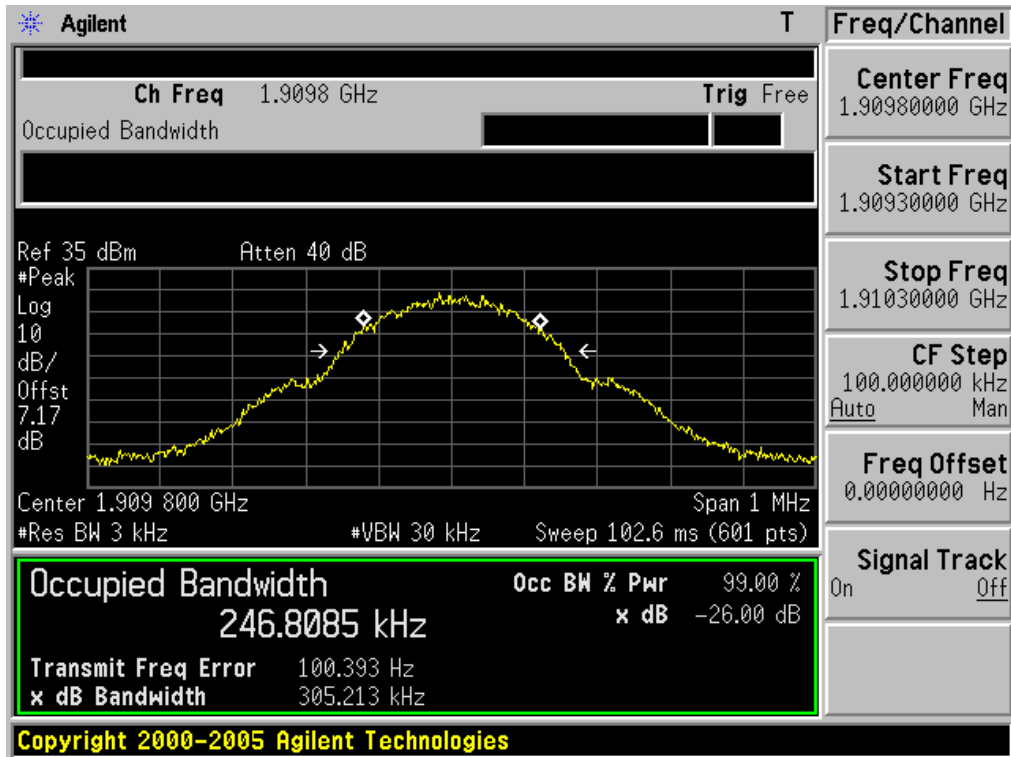 Agilent T
Freq/Channel
Ch Freq 1.9098 GHz Trig Free
Occupied Bandwidth
Center Freq
1.90980000 GHz
Start Freq
1.90930000 GHz
Stop Freq
1.91030000 GHz
CF Step
100.000000 kHz
Auto Man
Freq Offset
0.00000000 Hz
Signal Track
On Off
Ref 35 dBm Atten 40 dB
#Peak
Log
10
dB/
Offst
7.17
dB
Center 1.909 800 GHz Span 1 MHz
#Res BW 3 kHz #VBW 30 kHz Sweep 102.6 ms (601 pts)
Occupied Bandwidth
246.8085 kHz
Occ BW % Pwr 99.00 %
x dB -26.00 dB
Transmit Freq Error 100.393 Hz
x dB Bandwidth 305.213 kHz
Copyright 2000-2005 Agilent Technologies